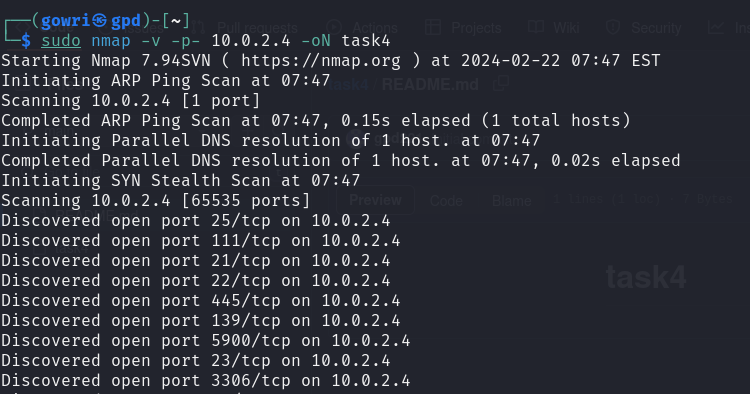 ┌──(gowri㉿gpd)-[~]
└─$ sudo nmap -v -p- 10.0.2.4 -oN task4
Starting Nmap 7.94SVN ( https://nmap.org ) at 2024-02-22 07:47 EST
Initiating ARP Ping Scan at 07:47
Scanning 10.0.2.4 [1 port]
Completed ARP Ping Scan at 07:47, 0.15s elapsed (1 total hosts)
Initiating Parallel DNS resolution of 1 host. at 07:47
Completed Parallel DNS resolution of 1 host. at 07:47, 0.02s elapsed
Initiating SYN Stealth Scan at 07:47
Scanning 10.0.2.4 [65535 ports]
Discovered open port 25/tcp on 10.0.2.4
Discovered open port 111/tcp on 10.0.2.4
Discovered open port 21/tcp on 10.0.2.4
Discovered open port 22/tcp on 10.0.2.4
Discovered open port 445/tcp on 10.0.2.4
Discovered open port 139/tcp on 10.0.2.4
Discovered open port 5900/tcp on 10.0.2.4
Discovered open port 23/tcp on 10.0.2.4
Discovered open port 3306/tcp on 10.0.2.4
Pull requests
Actions
Projects
Wiki
Security
task4 / README.md
Preview
Code
Blame
task4